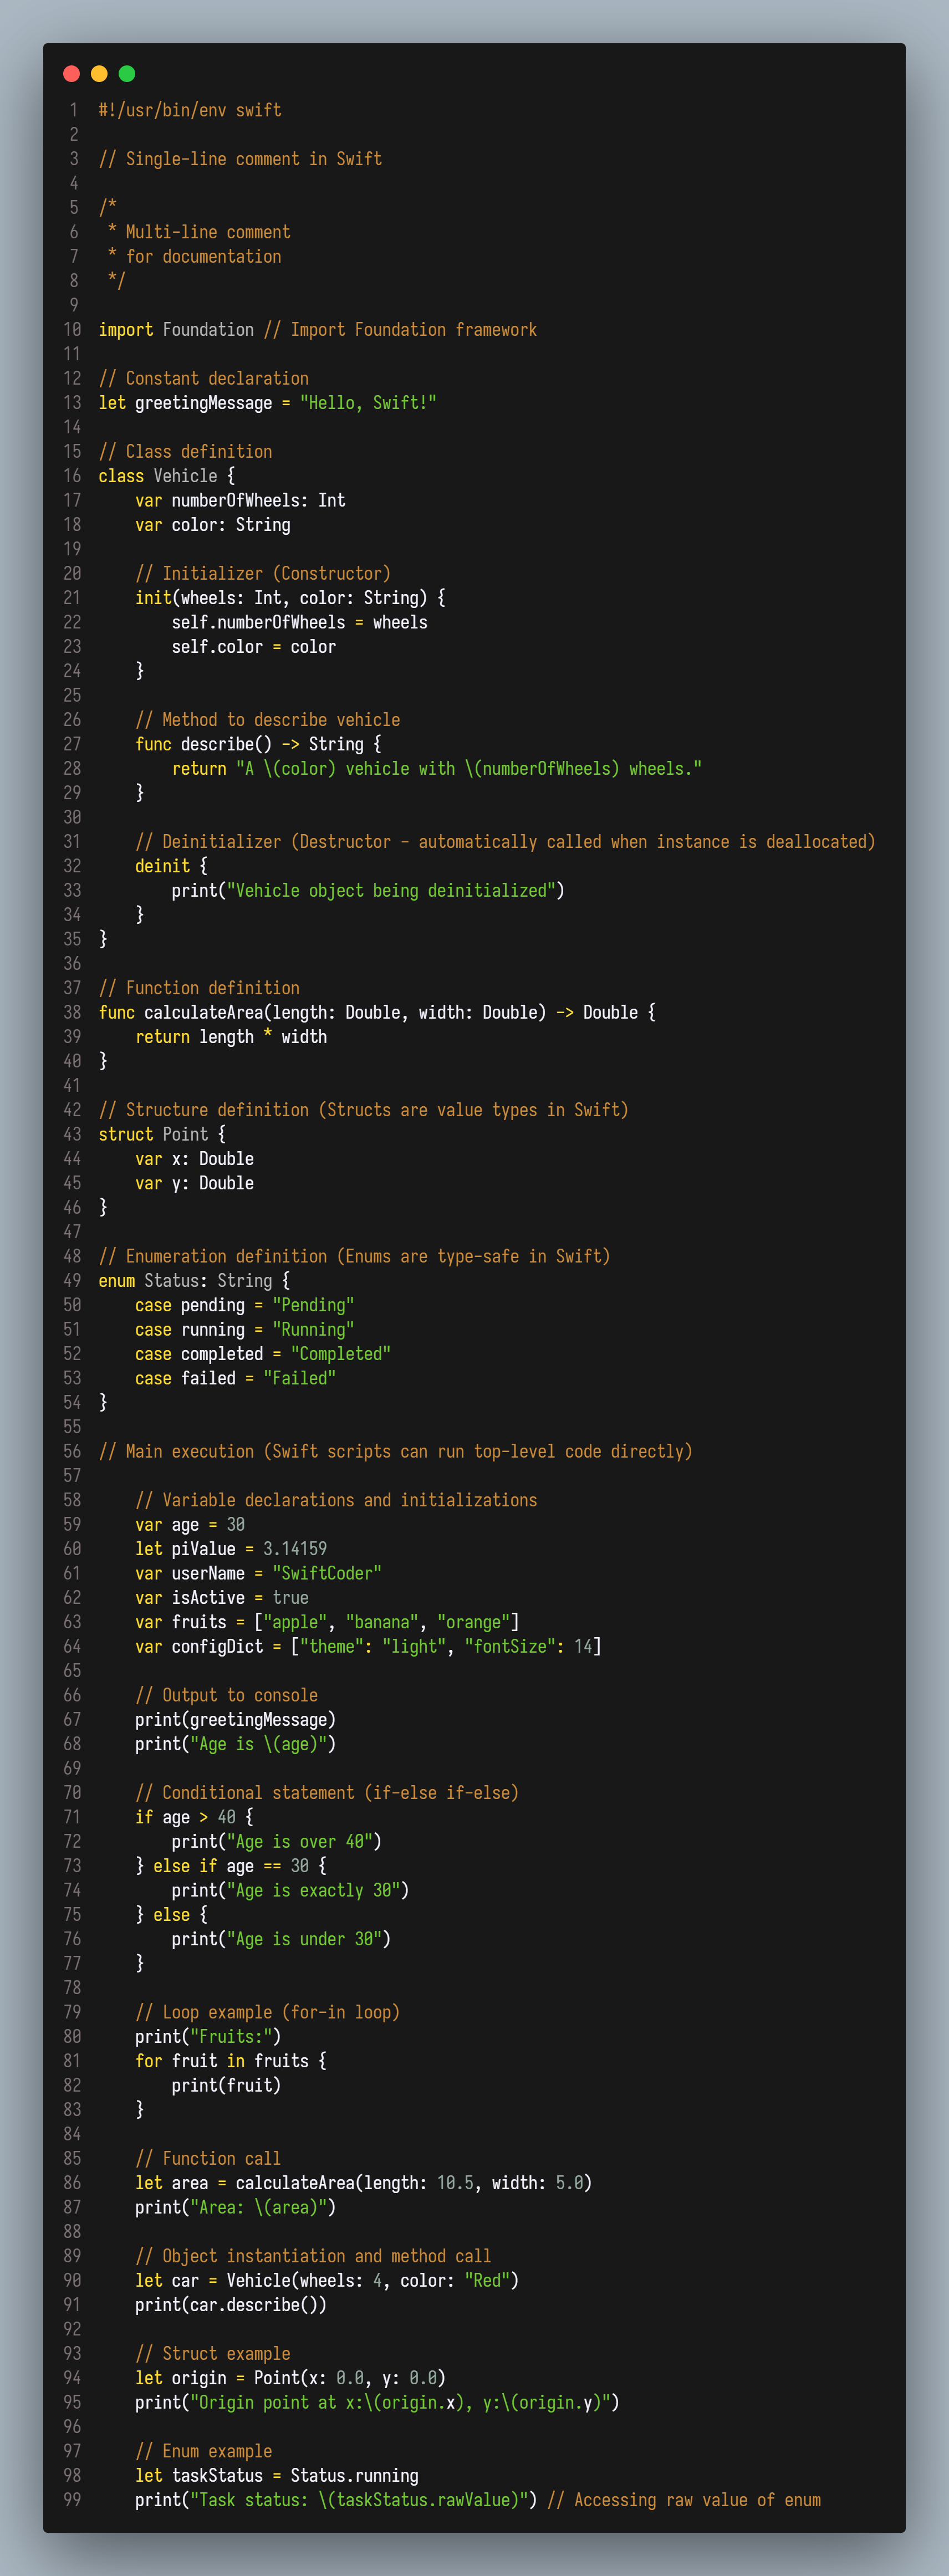 1 #!/usr/bin/env swift
2
3 // Single-line comment in Swift
4
5 /*
6  * Multi-line comment
7  * for documentation
8  */
9
10 import Foundation // Import Foundation framework
11
12 // Constant declaration
13 let greetingMessage = "Hello, Swift!"
14
15 // Class definition
16 class Vehicle {
17     var numberOfWheels: Int
18     var color: String
19
20     // Initializer (Constructor)
21     init(wheels: Int, color: String) {
22         self.numberOfWheels = wheels
23         self.color = color
24     }
25
26     // Method to describe vehicle
27     func describe() -> String {
28         return "A \(color) vehicle with \(numberOfWheels) wheels."
29     }
30
31     // Deinitializer (Destructor - automatically called when instance is deallocated)
32     deinit {
33         print("Vehicle object being deinitialized")
34     }
35 }
36
37 // Function definition
38 func calculateArea(length: Double, width: Double) -> Double {
39     return length * width
40 }
41
42 // Structure definition (Structs are value types in Swift)
43 struct Point {
44     var x: Double
45     var y: Double
46 }
47
48 // Enumeration definition (Enums are type-safe in Swift)
49 enum Status: String {
50     case pending = "Pending"
51     case running = "Running"
52     case completed = "Completed"
53     case failed = "Failed"
54 }
55
56 // Main execution (Swift scripts can run top-level code directly)
57
58     // Variable declarations and initializations
59     var age = 30
60     let piValue = 3.14159
61     var userName = "SwiftCoder"
62     var isActive = true
63     var fruits = ["apple", "banana", "orange"]
64     var configDict = ["theme": "light", "fontSize": 14]
65
66     // Output to console
67     print(greetingMessage)
68     print("Age is \(age)")
69
70     // Conditional statement (if-else if-else)
71     if age > 40 {
72         print("Age is over 40")
73     } else if age == 30 {
74         print("Age is exactly 30")
75     } else {
76         print("Age is under 30")
77     }
78
79     // Loop example (for-in loop)
80     print("Fruits:")
81     for fruit in fruits {
82         print(fruit)
83     }
84
85     // Function call
86     let area = calculateArea(length: 10.5, width: 5.0)
87     print("Area: \(area)")
88
89     // Object instantiation and method call
90     let car = Vehicle(wheels: 4, color: "Red")
91     print(car.describe())
92
93     // Struct example
94     let origin = Point(x: 0.0, y: 0.0)
95     print("Origin point at x:\(origin.x), y:\(origin.y)")
96
97     // Enum example
98     let taskStatus = Status.running
99     print("Task status: \(taskStatus.rawValue)") // Accessing raw value of enum